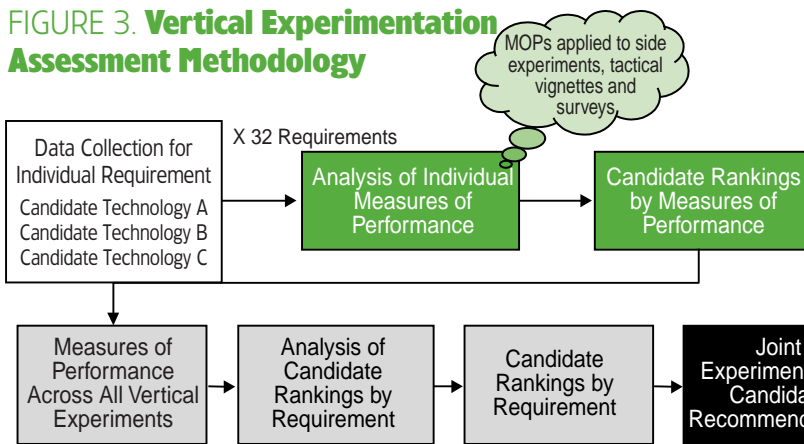 FIGURE 3. Vertical Experimentation
Assessment Methodology
MOPs applied to side
experiments, tactical
vignettes and
surveys
Data Collection for
Individual Requirement
Candidate Technology A
Candidate Technology B
Candidate Technology C
X 32 Requirements
Analysis of Individual
Measures of
Performance
Candidate Rankings
by Measures of
Performance
Measures of
Performance
Across All Vertical
Experiments
Analysis of
Candidate
Rankings by
Requirement
Candidate
Rankings by
Requirement
Joint